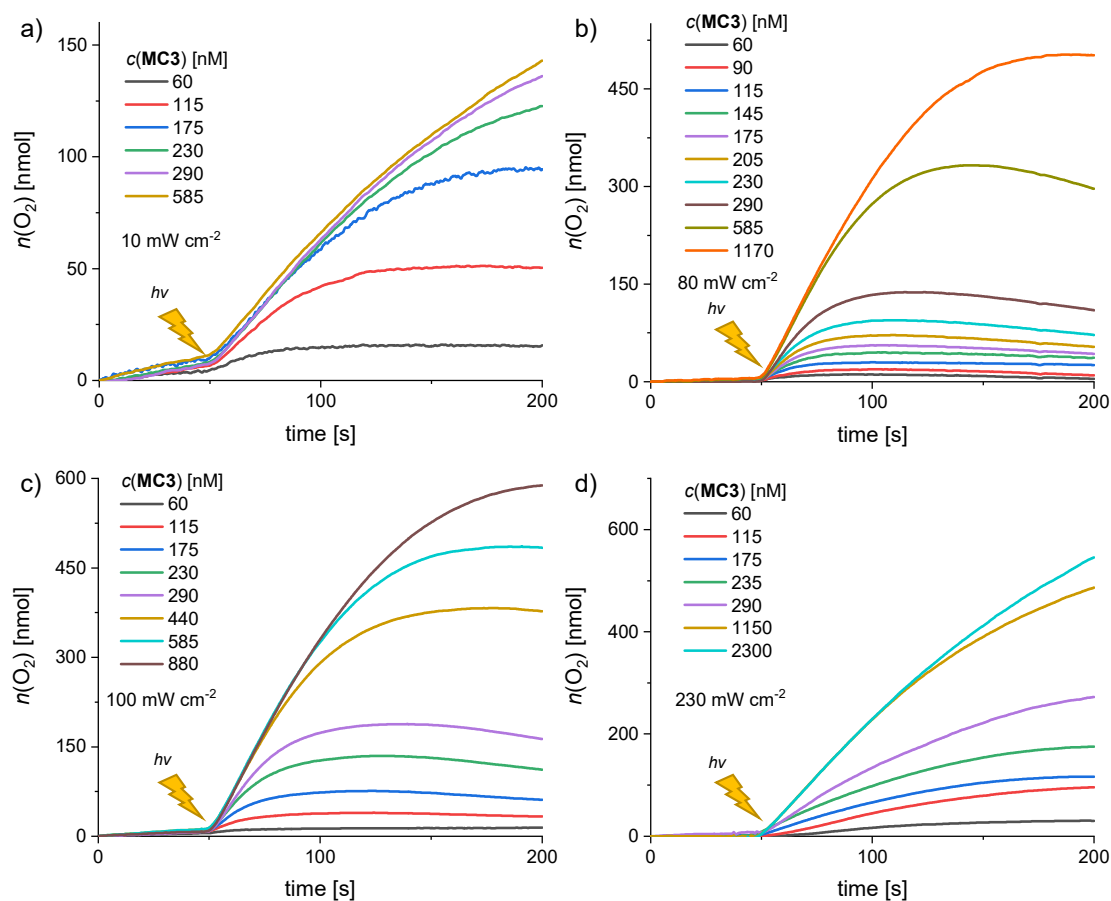 a)
c(MC3) [nM]
60
115
175
230
290
585
10 mW cm-2
hv
n(O2) [nmol]
150
100
50
0
0
100
200
time [s]
b)
c(MC3) [nM]
60
90
115
145
175
205
230
290
585
1170
80 mW cm-2
hv
n(O2) [nmol]
450
300
150
0
0
100
200
time [s]
c)
c(MC3) [nM]
60
115
175
230
290
440
585
880
100 mW cm-2
hv
n(O2) [nmol]
600
450
300
150
0
0
100
200
time [s]
d)
c(MC3) [nM]
60
115
175
235
290
1150
2300
230 mW cm-2
hv
n(O2) [nmol]
600
400
200
0
0
100
200
time [s]